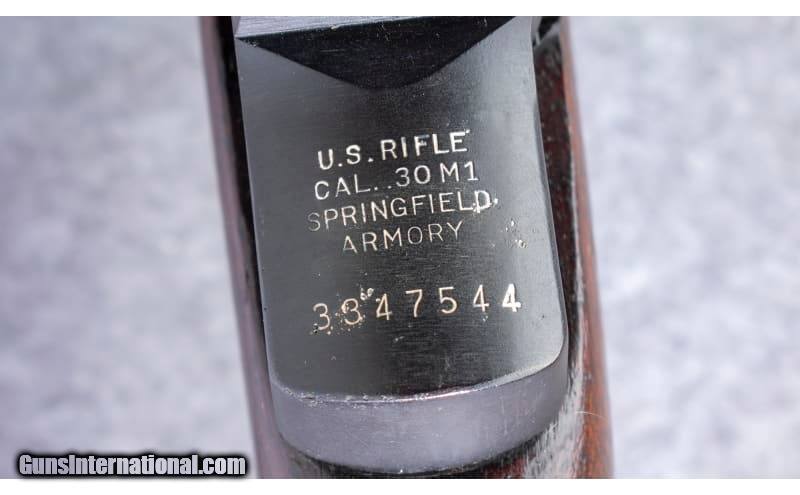 U.S. RIFLE
CAL. .30 M1
SPRINGFIELD
ARMORY
3347544
GunsInternational.com